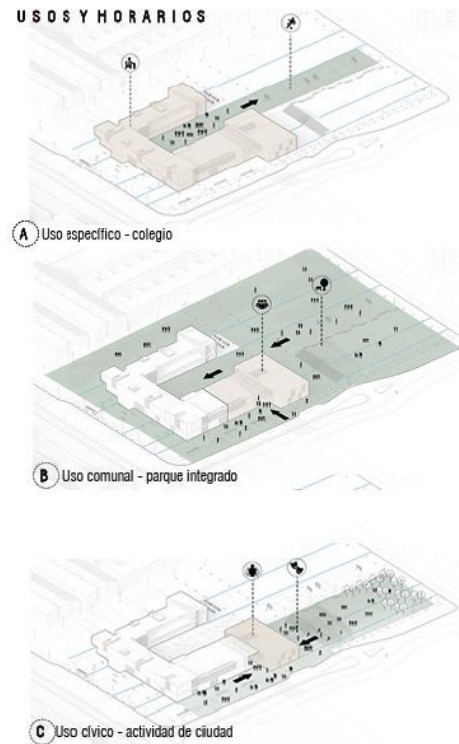 USOS Y HORARIOS
A Uso específico - colegio
B Uso comunal - parque integrado
C Uso cívico - actividad de ciudad